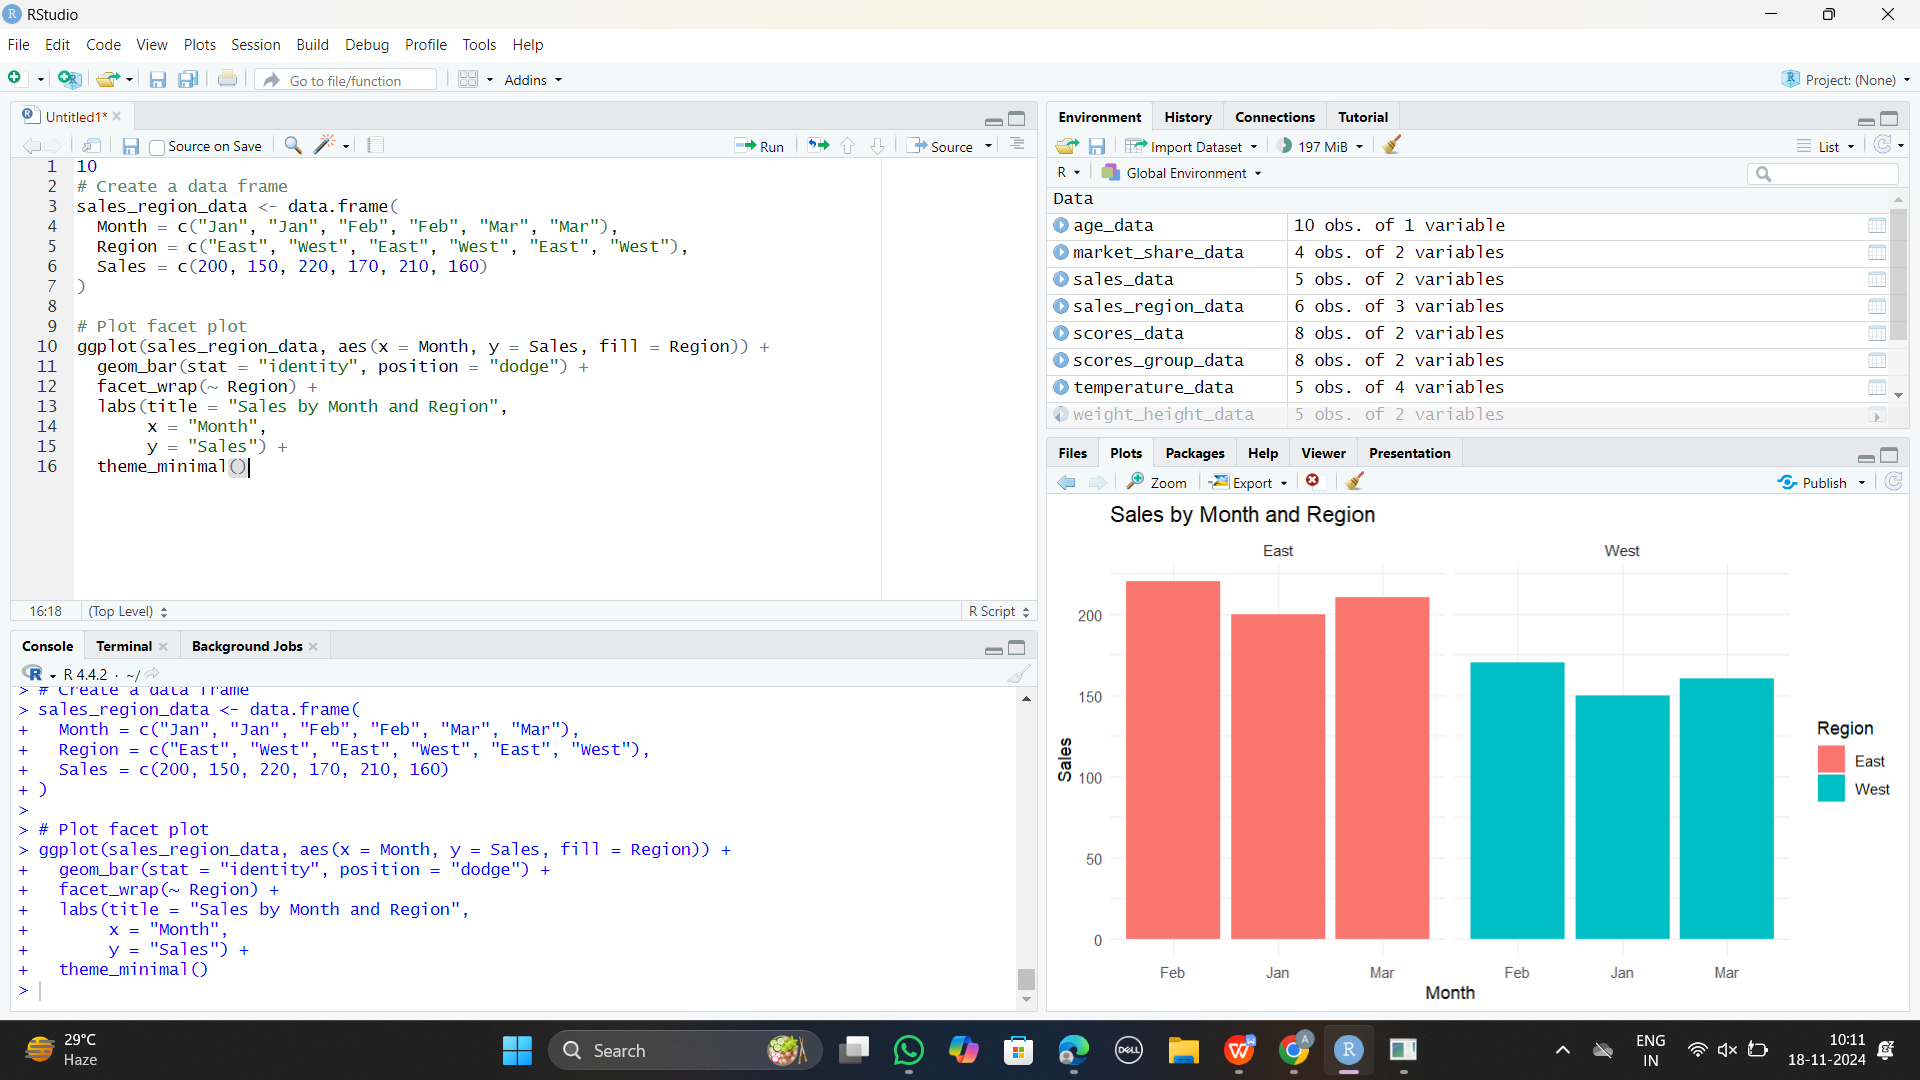 RStudio
File Edit Code View Plots Session Build Debug Profile Tools Help
Go to file/function Addins Project: (None)
Untitled1*
Source on Save Run Source
1 10
2 # Create a data frame
3 sales_region_data <- data.frame(
4 Month = c("Jan", "Jan", "Feb", "Feb", "Mar", "Mar"),
5 Region = c("East", "West", "East", "West", "East", "West"),
6 Sales = c(200, 150, 220, 170, 210, 160)
7 )
8
9 # Plot facet plot
10 ggplot(sales_region_data, aes(x = Month, y = Sales, fill = Region)) +
11 geom_bar(stat = "identity", position = "dodge") +
12 facet_wrap(~ Region) +
13 labs(title = "Sales by Month and Region",
14 x = "Month",
15 y = "Sales") +
16 theme_minimal()
16:18 (Top Level) R Script
Console Terminal Background Jobs
R 4.4.2 · ~/
> # Create a data frame
> sales_region_data <- data.frame(
+ Month = c("Jan", "Jan", "Feb", "Feb", "Mar", "Mar"),
+ Region = c("East", "West", "East", "West", "East", "West"),
+ Sales = c(200, 150, 220, 170, 210, 160)
+ )
>
> # Plot facet plot
> ggplot(sales_region_data, aes(x = Month, y = Sales, fill = Region)) +
+ geom_bar(stat = "identity", position = "dodge") +
+ facet_wrap(~ Region) +
+ labs(title = "Sales by Month and Region",
+ x = "Month",
+ y = "Sales") +
+ theme_minimal()
>
Environment History Connections Tutorial
Import Dataset 197 MiB List
R Global Environment
Data
age_data 10 obs. of 1 variable
market_share_data 4 obs. of 2 variables
sales_data 5 obs. of 2 variables
sales_region_data 6 obs. of 3 variables
scores_data 8 obs. of 2 variables
scores_group_data 8 obs. of 2 variables
temperature_data 5 obs. of 4 variables
weight_height_data 5 obs. of 2 variables
Files Plots Packages Help Viewer Presentation
Zoom Export Publish
Sales by Month and Region
East West
200
150
100
50
0
Sales
Feb Jan Mar Feb Jan Mar
Month
Region
East
West
29°C
Haze
Search
DELL
W
A
R
ENG
IN
10:11
18-11-2024